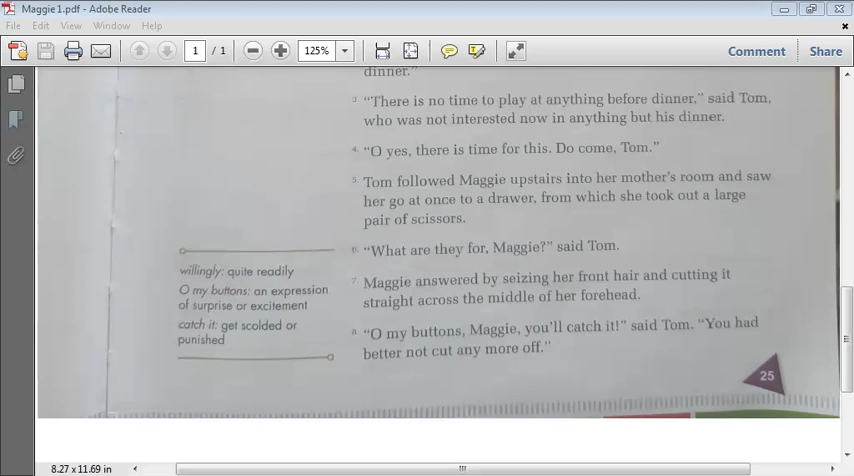 Maggie 1.pdf - Adobe Reader
File Edit View Window Help
1 / 1 125% Comment Share
dinner."
3. "There is no time to play at anything before dinner," said Tom,
who was not interested now in anything but his dinner.
4. "O yes, there is time for this. Do come, Tom."
5. Tom followed Maggie upstairs into her mother's room and saw
her go at once to a drawer, from which she took out a large
pair of scissors.
6. "What are they for, Maggie?" said Tom.
7. Maggie answered by seizing her front hair and cutting it
straight across the middle of her forehead.
8. "O my buttons, Maggie, you'll catch it!" said Tom. "You had
better not cut any more off."
willingly: quite readily
O my buttons: an expression
of surprise or excitement
catch it: get scolded or
punished
25
8.27 x 11.69 in